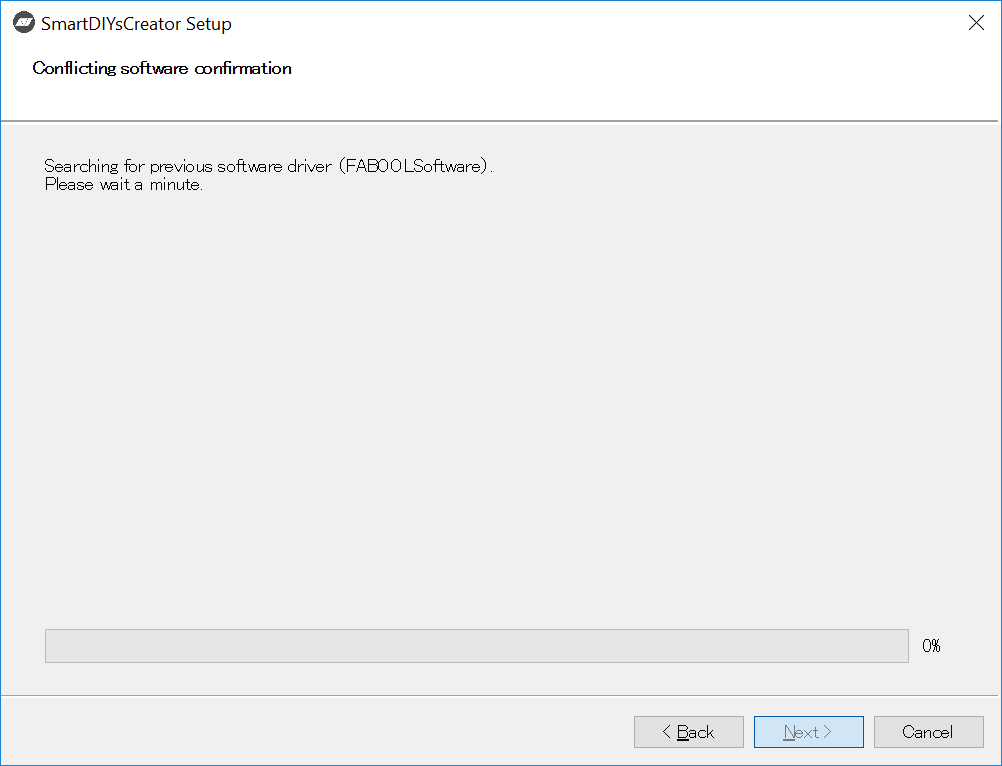 SmartDIYsCreator Setup
Conflicting software confirmation
Searching for previous software driver (FABOOLSoftware).
Please wait a minute.
0%
< Back
Next >
Cancel